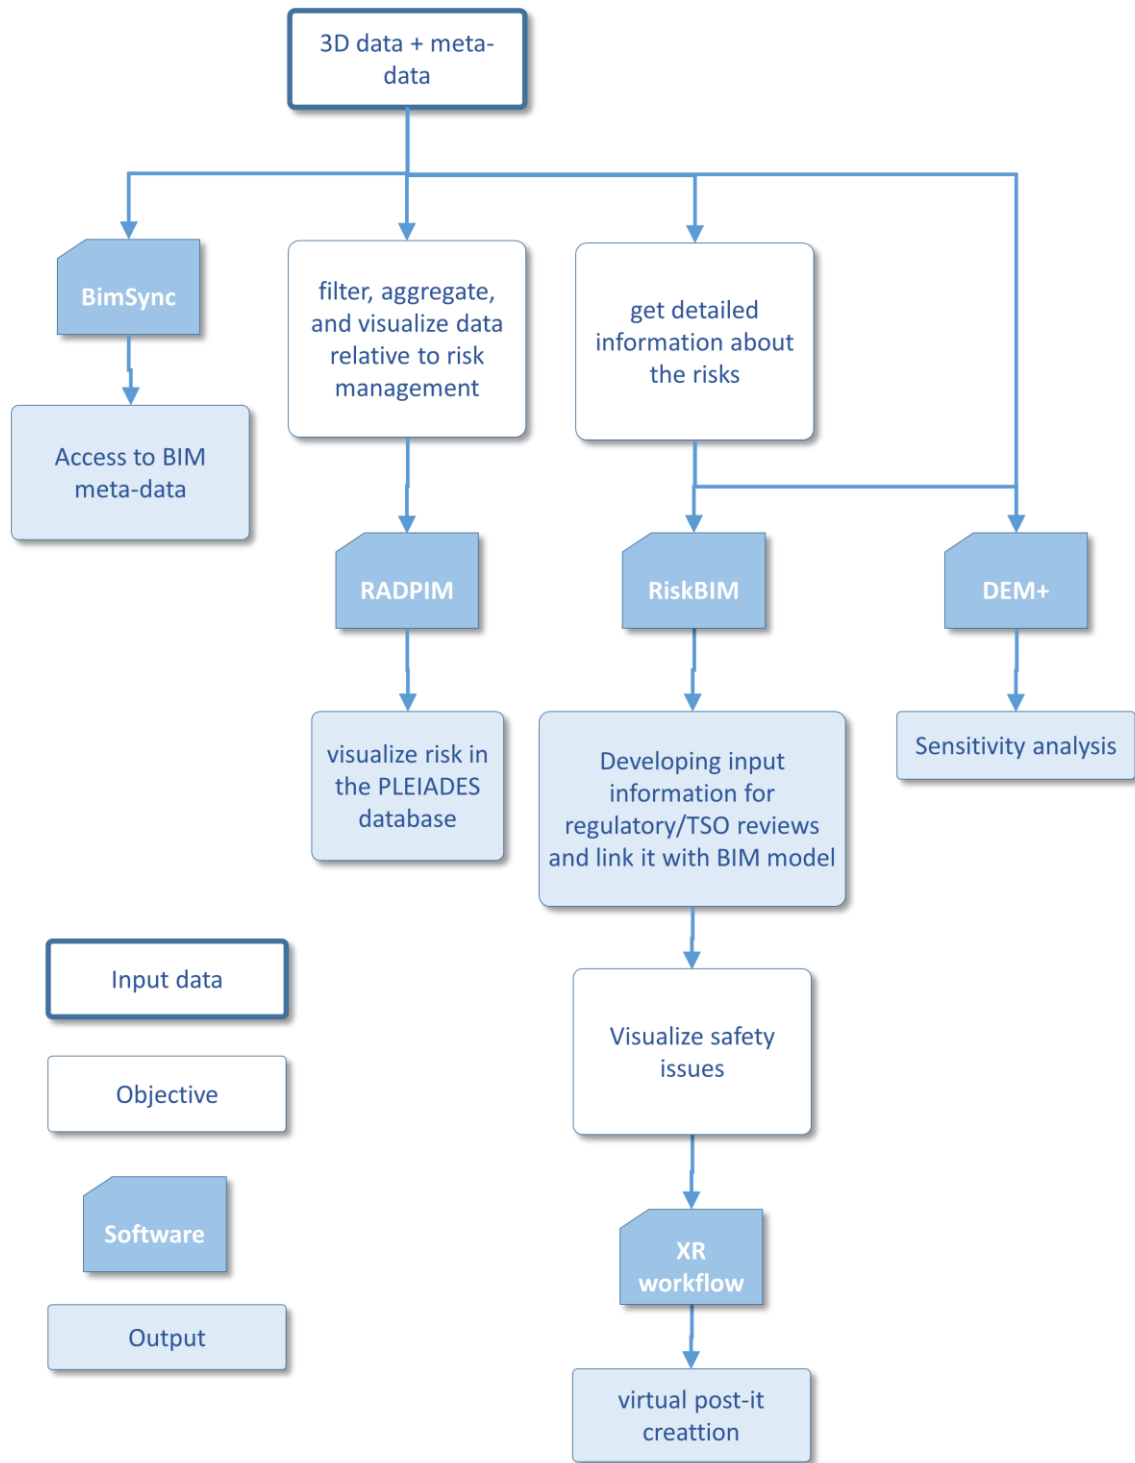 3D data + meta-
data
BimSync
filter, aggregate,
and visualize data
relative to risk
management
get detailed
information about
the risks
Access to BIM
meta-data
RADPIM
RiskBIM
DEM+
visualize risk in
the PLEIADES
database
Developing input
information for
regulatory/TSO reviews
and link it with BIM model
Sensitivity analysis
Input data
Visualize safety
issues
Objective
Software
XR
workflow
Output
virtual post-it
creattion